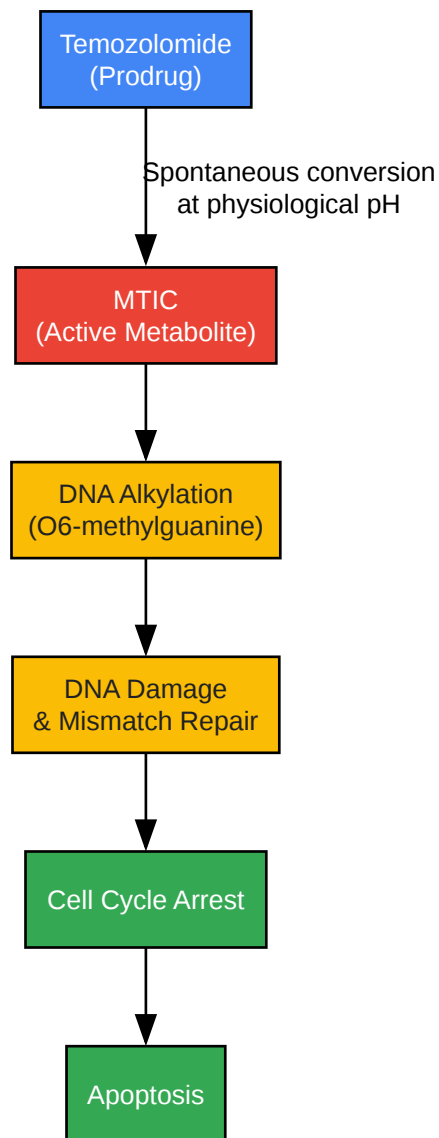 Temozolomide
(Prodrug)
Spontaneous conversion
at physiological pH
MTIC
(Active Metabolite)
DNA Alkylation
(O6-methylguanine)
DNA Damage
& Mismatch Repair
Cell Cycle Arrest
Apoptosis